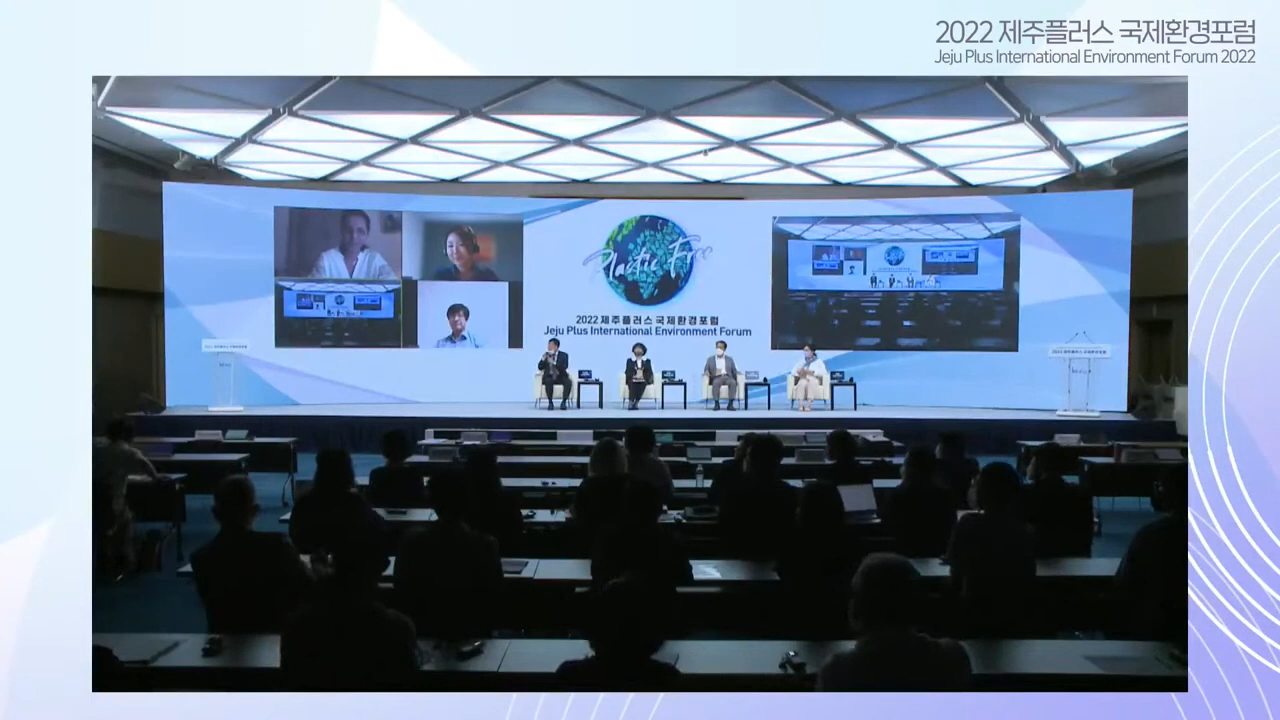 2022 제주플러스 국제환경포럼
Jeju Plus International Environment Forum 2022
Plastic Free
2022 제주플러스 국제환경포럼
Jeju Plus International Environment Forum